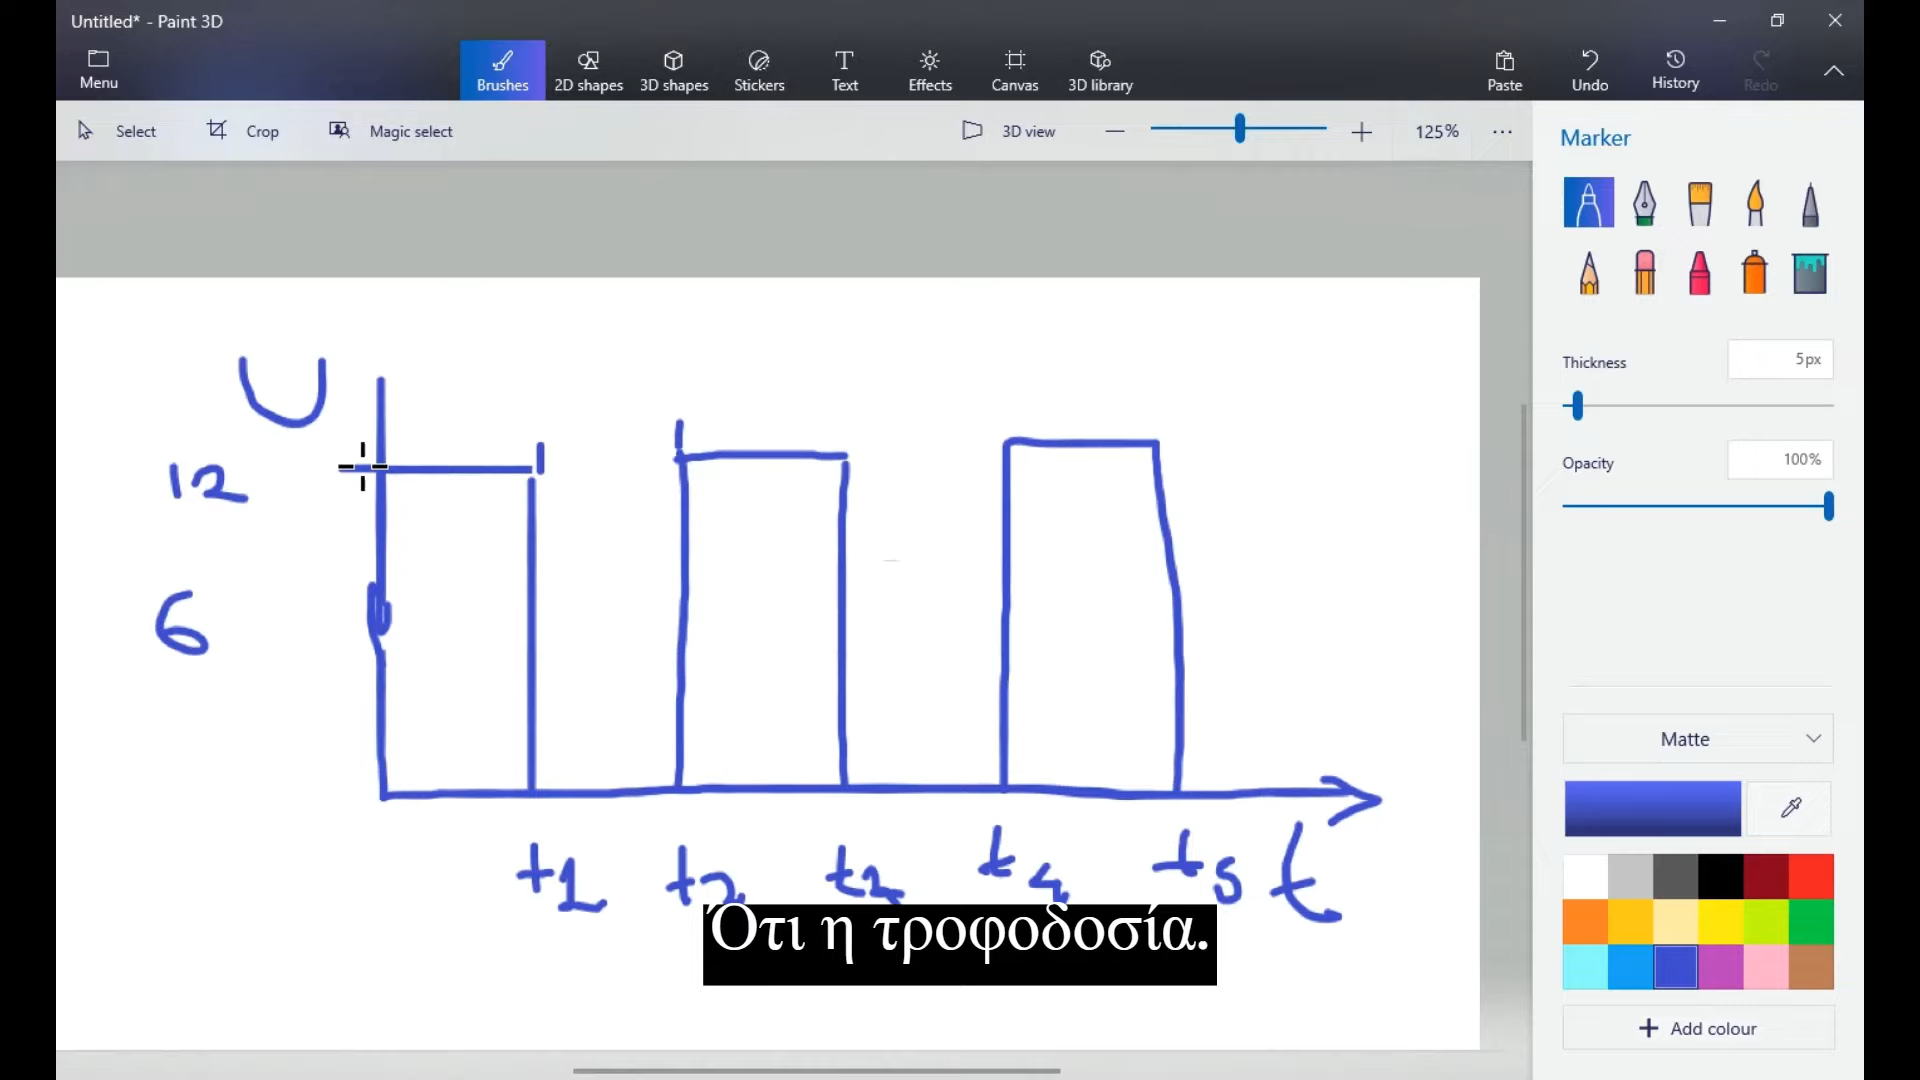 Untitled* - Paint 3D
Menu
Brushes
2D shapes
3D shapes
Stickers
Text
Effects
Canvas
3D library
Paste
Undo
History
Redo
Select
Crop
Magic select
3D view
125%
Marker
Thickness
5px
Opacity
100%
Matte
Add colour
U
12
6
t1 t2 t2 t4 t5 t
Ότι η τροφοδοσία.